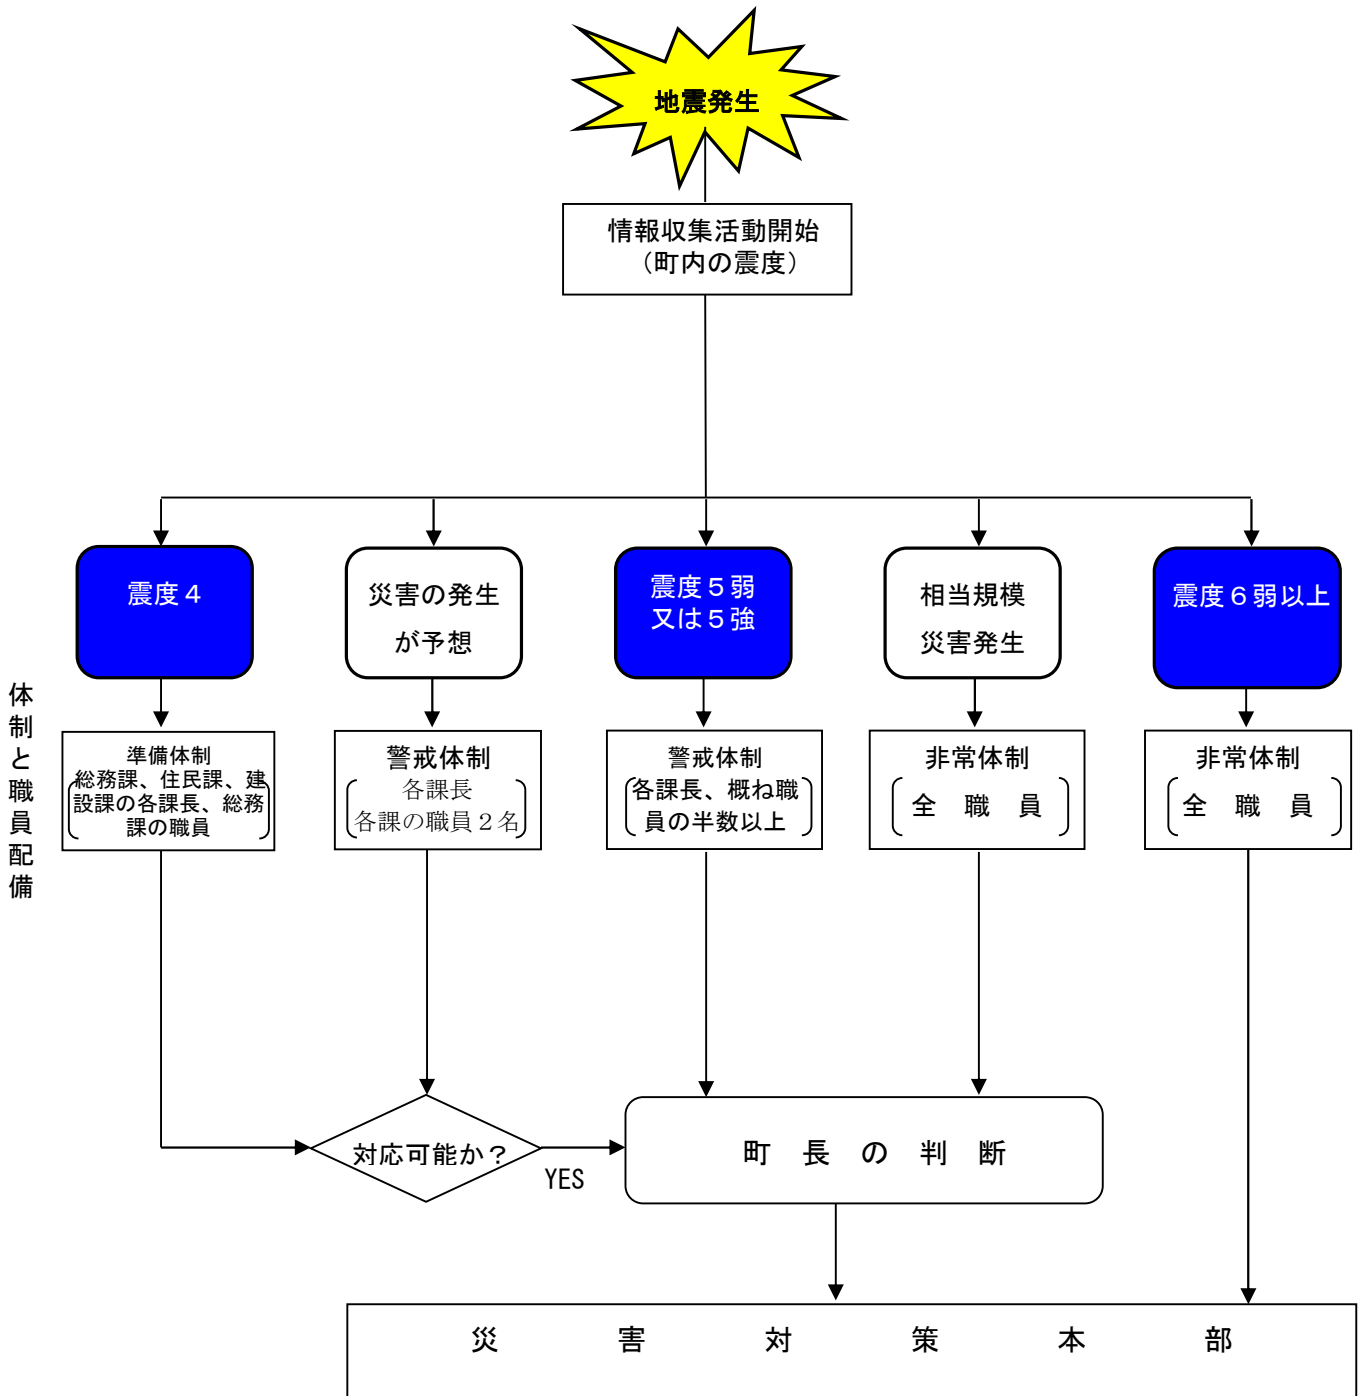 地震発生
情報収集活動開始
（町内の震度）
震度４
災害の発生
が予想
震度５弱
又は５強
相当規模
災害発生
震度６弱以上
体制と職員配備
準備体制
総務課、住民課、建
設課の各課長、総務
課の職員
警戒体制
各課長
各課の職員２名
警戒体制
各課長、概ね職
員の半数以上
非常体制
全　職　員
非常体制
全　職　員
対応可能か？
YES
町　長　の　判　断
災　害　対　策　本　部